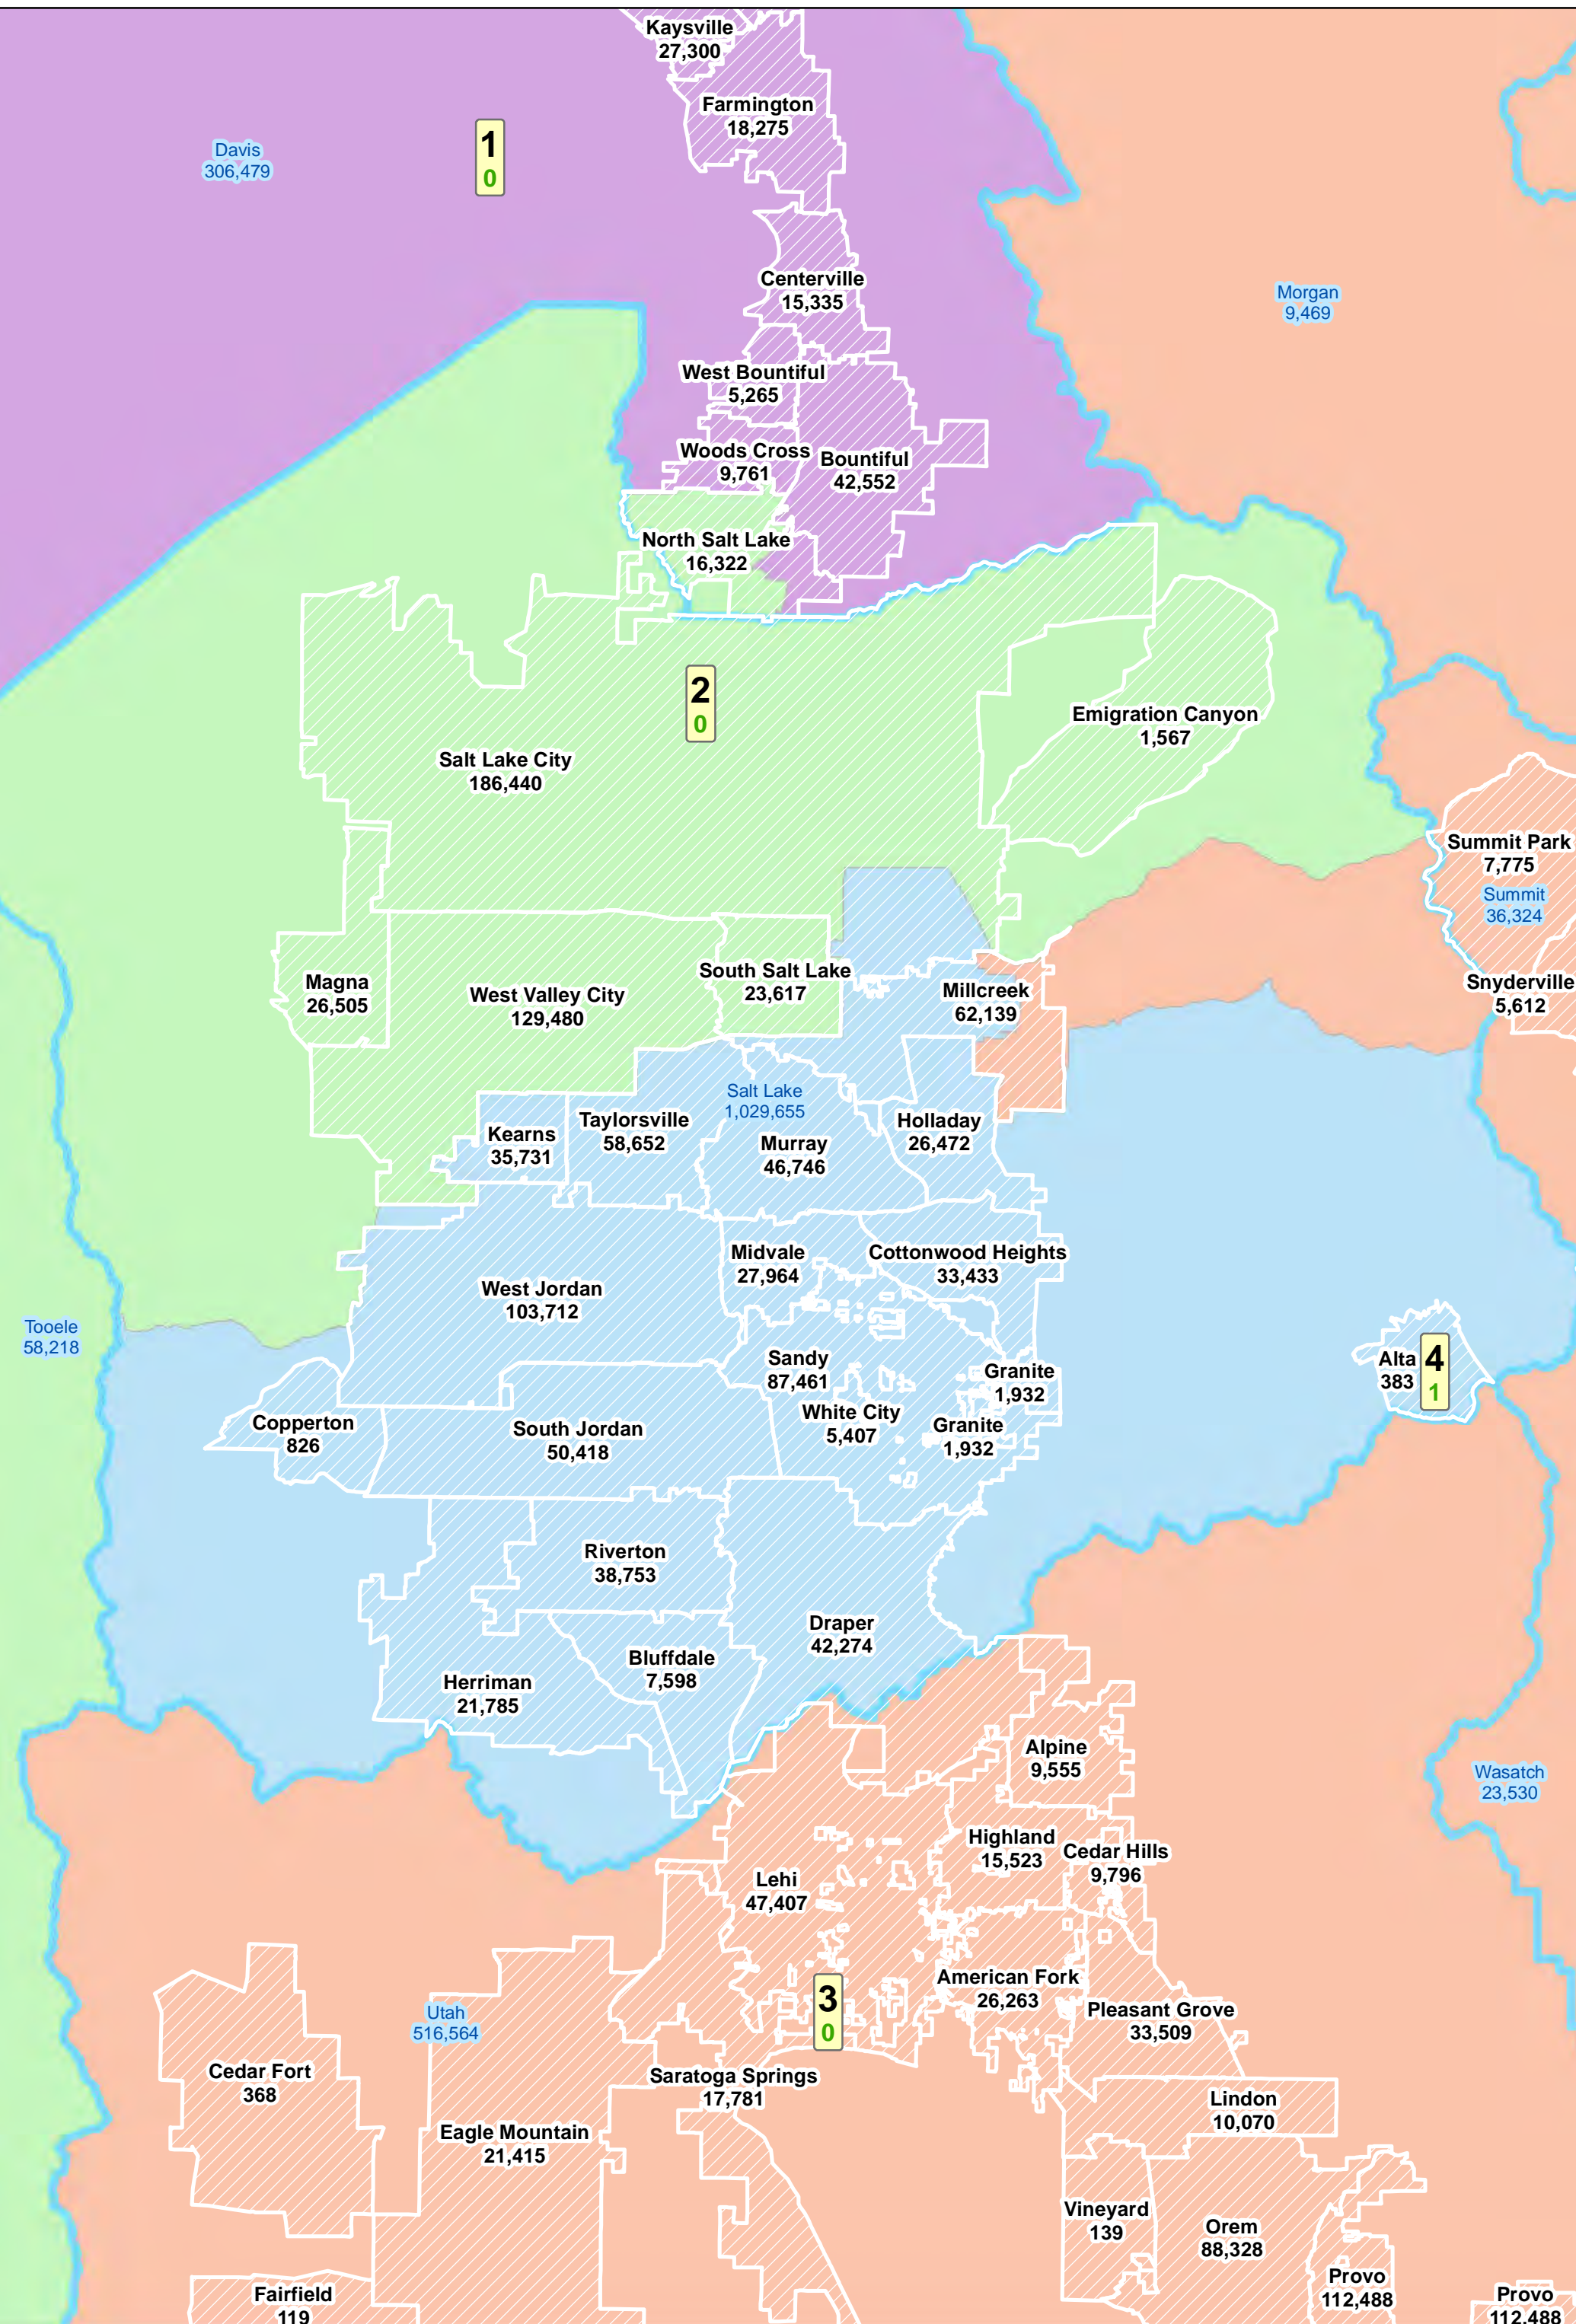 Kaysville
27,300
Farmington
18,275
Davis
306,479
1
0
Centerville
15,335
Morgan
9,469
West Bountiful
5,265
Woods Cross
9,761
Bountiful
42,552
North Salt Lake
16,322
2
0
Emigration Canyon
1,567
Salt Lake City
186,440
Summit Park
7,775
Summit
36,324
Magna
26,505
West Valley City
129,480
South Salt Lake
23,617
Millcreek
62,139
Snyderville
5,612
Salt Lake
1,029,655
Kearns
35,731
Taylorsville
58,652
Murray
46,746
Holladay
26,472
Midvale
27,964
Cottonwood Heights
33,433
West Jordan
103,712
Tooele
58,218
Sandy
87,461
Granite
1,932
Alta
383
4
1
Copperton
826
South Jordan
50,418
White City
5,407
Granite
1,932
Riverton
38,753
Draper
42,274
Bluffdale
7,598
Herriman
21,785
Alpine
9,555
Wasatch
23,530
Highland
15,523
Cedar Hills
9,796
Lehi
47,407
American Fork
26,263
3
0
Utah
516,564
Pleasant Grove
33,509
Cedar Fort
368
Saratoga Springs
17,781
Lindon
10,070
Eagle Mountain
21,415
Vineyard
139
Orem
88,328
Provo
112,488
Fairfield
119
Provo
112,488